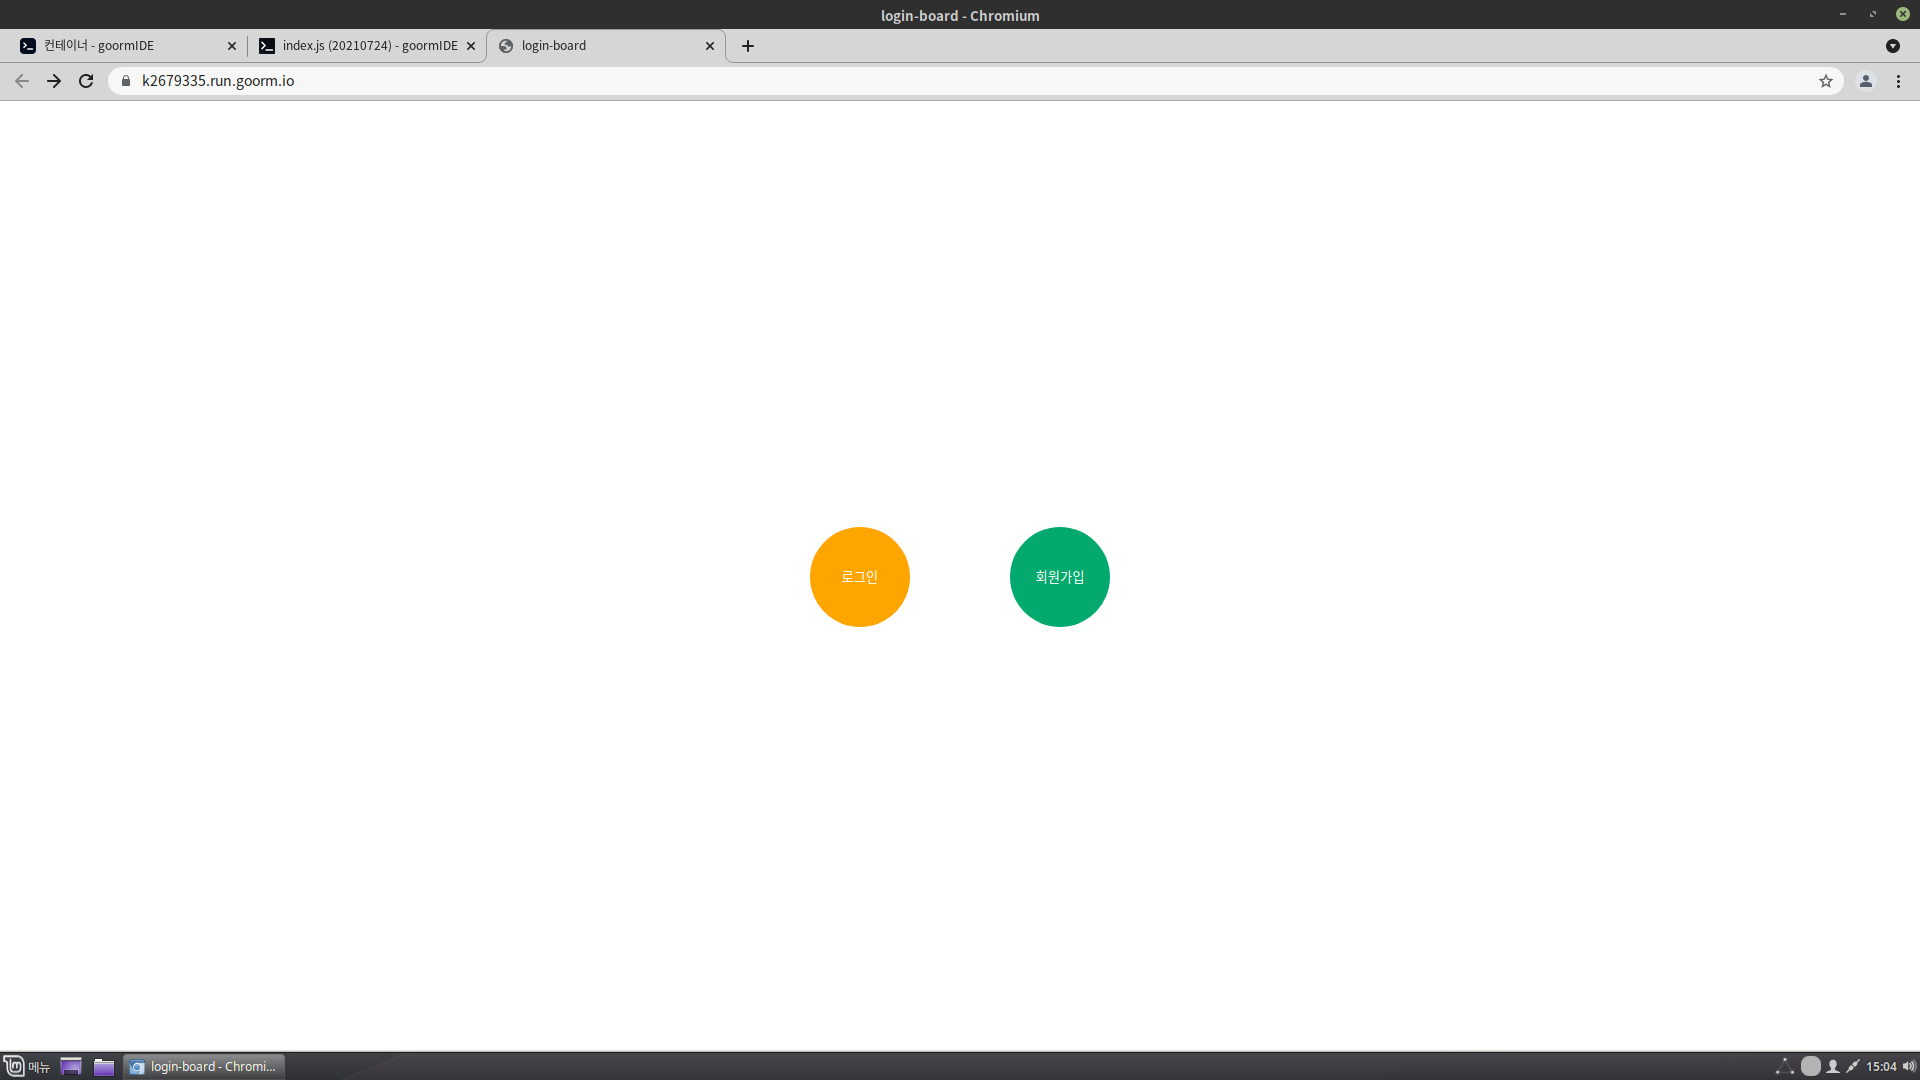 login-board - Chromium
컨테이너 - goormIDE
index.js (20210724) - goormIDE
login-board
k2679335.run.goorm.io
로그인
회원가입
메뉴
login-board - Chromi...
15:04